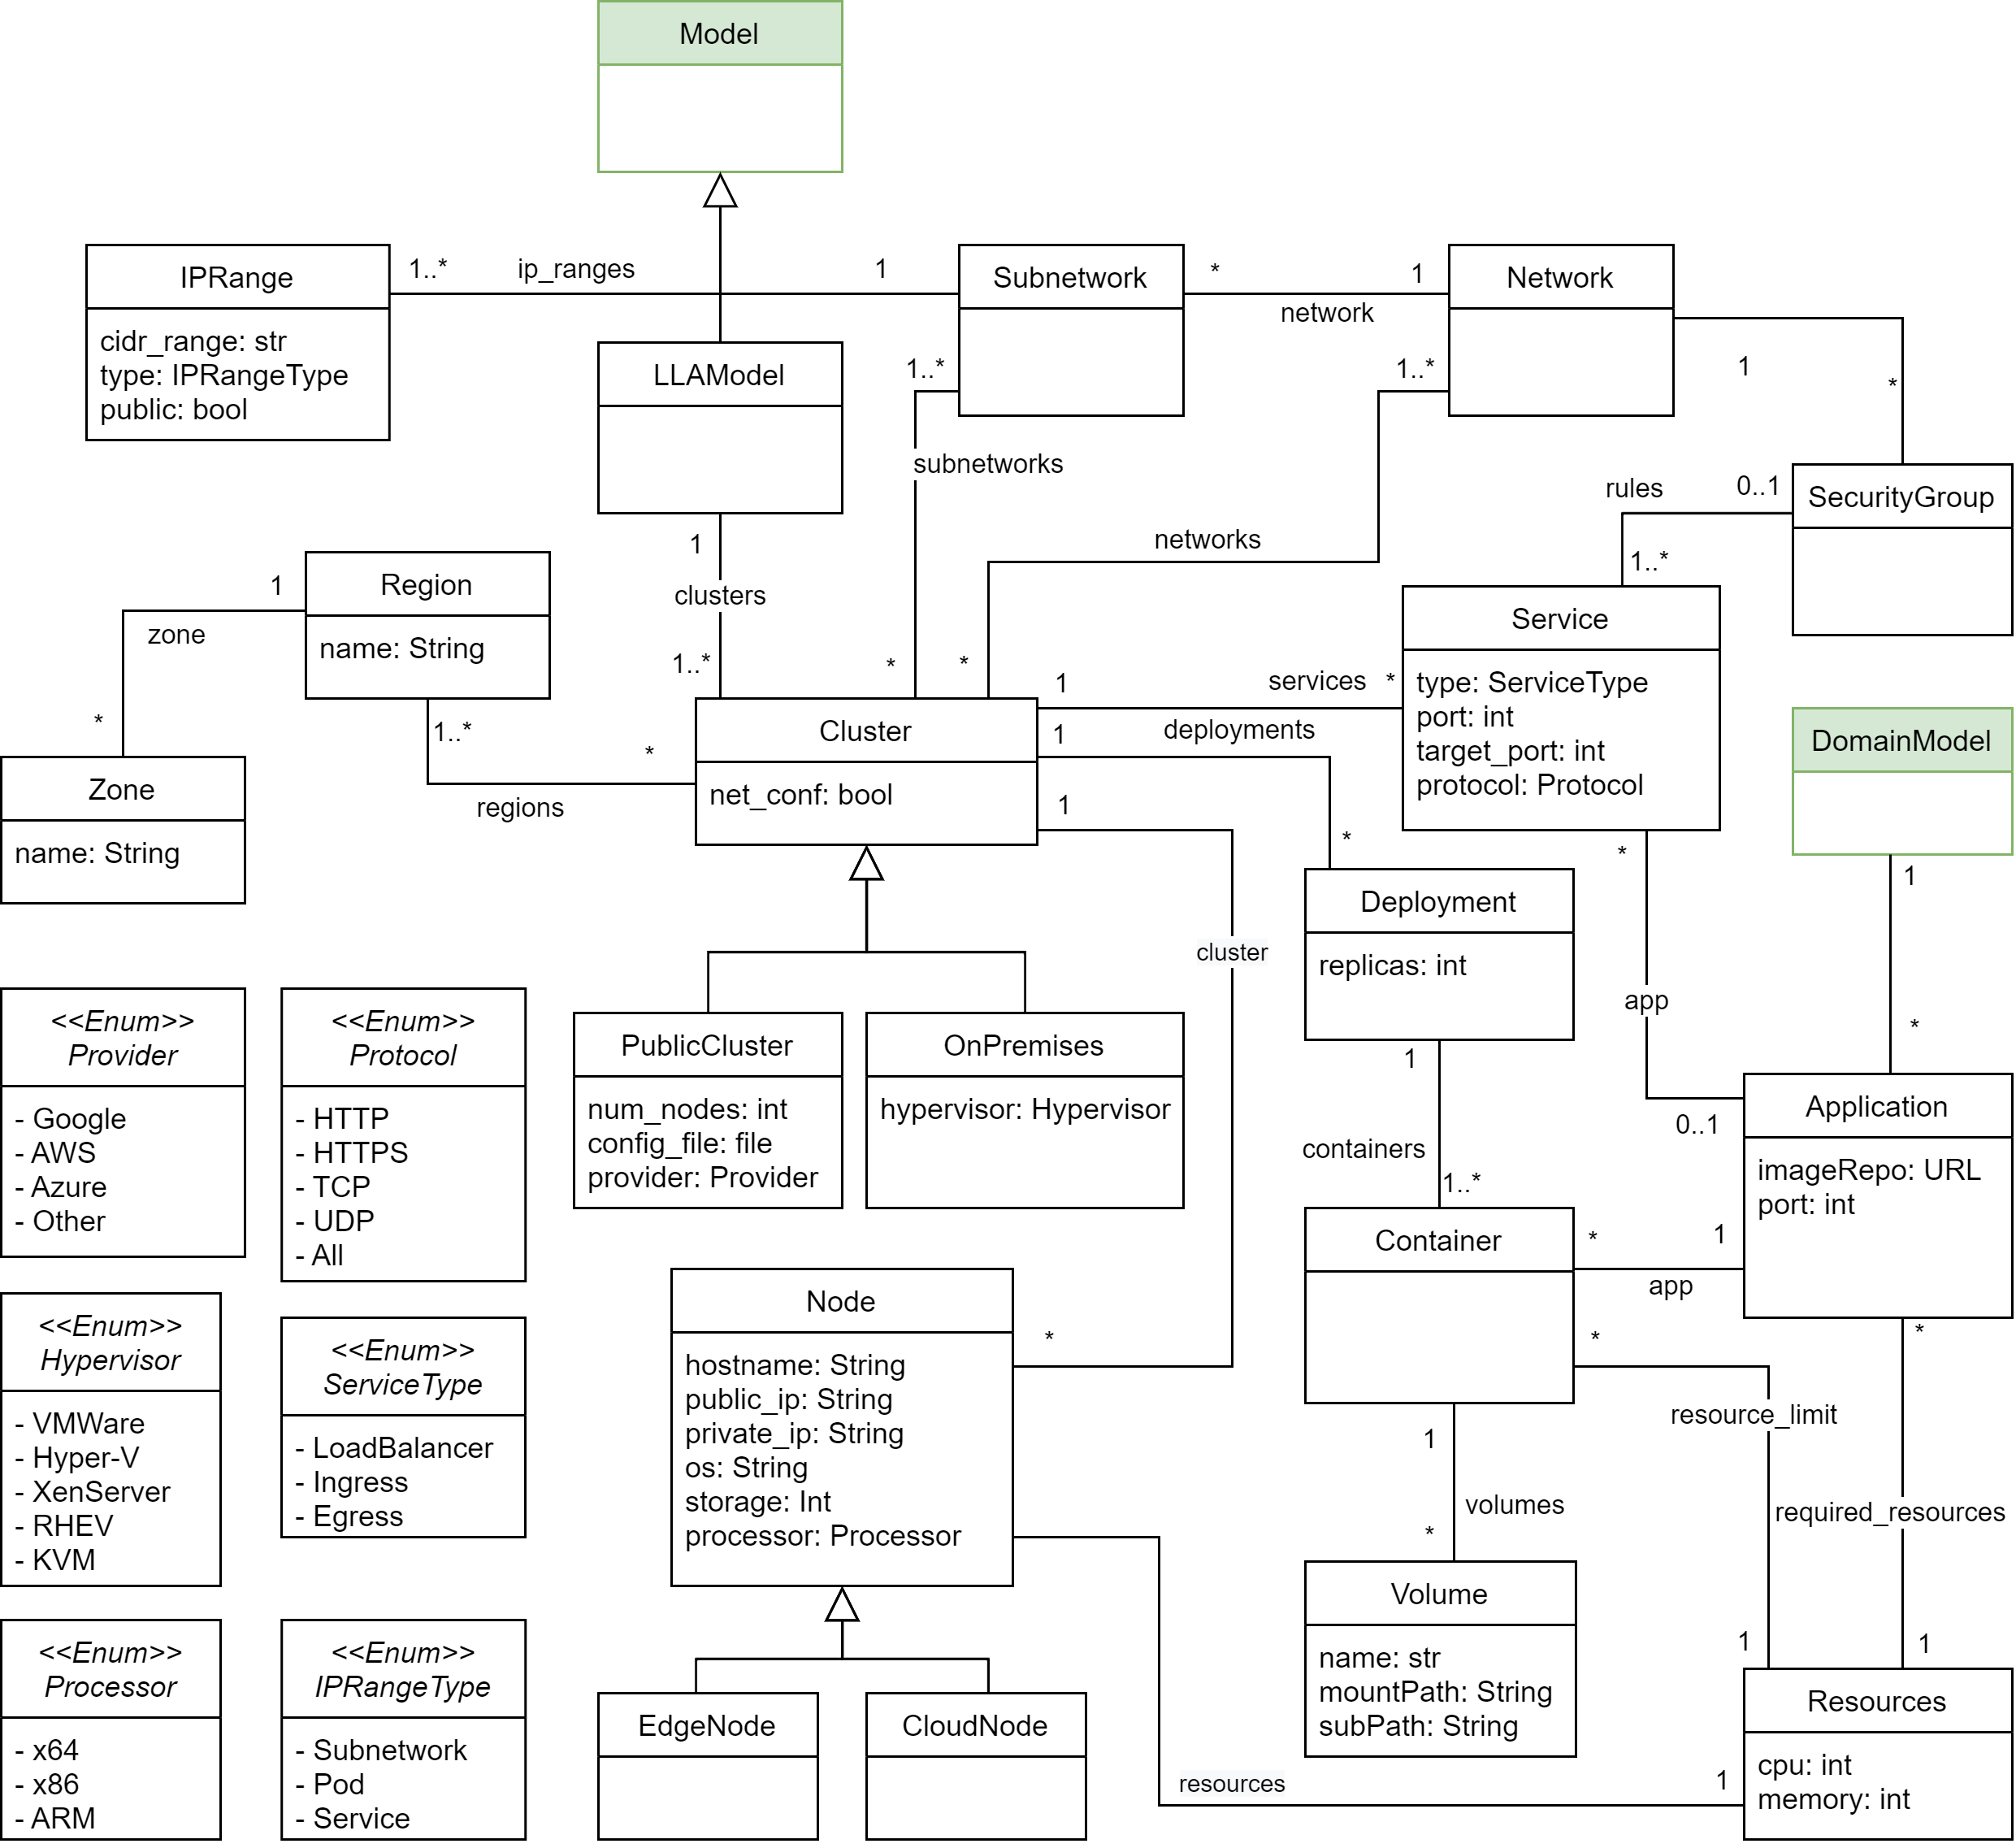 Model
IPRange
cidr_range: str
type: IPRangeType
public: bool
1..*
ip_ranges
1
Subnetwork
*
1
network
Network
LLAModel
1..*
subnetworks
1..*
networks
1
*
SecurityGroup
rules
0..1
1..*
1
clusters
1..*
*
*
Region
name: String
1
zone
*
Zone
name: String
1..*
*
regions
Cluster
net_conf: bool
1
services
*
1
deployments
*
1
cluster
Service
type: ServiceType
port: int
target_port: int
protocol: Protocol
DomainModel
1
*
*
app
0..1
Deployment
replicas: int
1
containers
1..*
PublicCluster
num_nodes: int
config_file: file
provider: Provider
OnPremises
hypervisor: Hypervisor
Application
imageRepo: URL
port: int
Container
*
1
app
*
resource_limit
1
*
required_resources
1
1
volumes
*
Volume
name: str
mountPath: String
subPath: String
Node
hostname: String
public_ip: String
private_ip: String
os: String
storage: Int
processor: Processor
*
EdgeNode
CloudNode
resources
1
Resources
cpu: int
memory: int
<<Enum>>
Provider
- Google
- AWS
- Azure
- Other
<<Enum>>
Protocol
- HTTP
- HTTPS
- TCP
- UDP
- All
<<Enum>>
Hypervisor
- VMWare
- Hyper-V
- XenServer
- RHEV
- KVM
<<Enum>>
ServiceType
- LoadBalancer
- Ingress
- Egress
<<Enum>>
Processor
- x64
- x86
- ARM
<<Enum>>
IPRangeType
- Subnetwork
- Pod
- Service